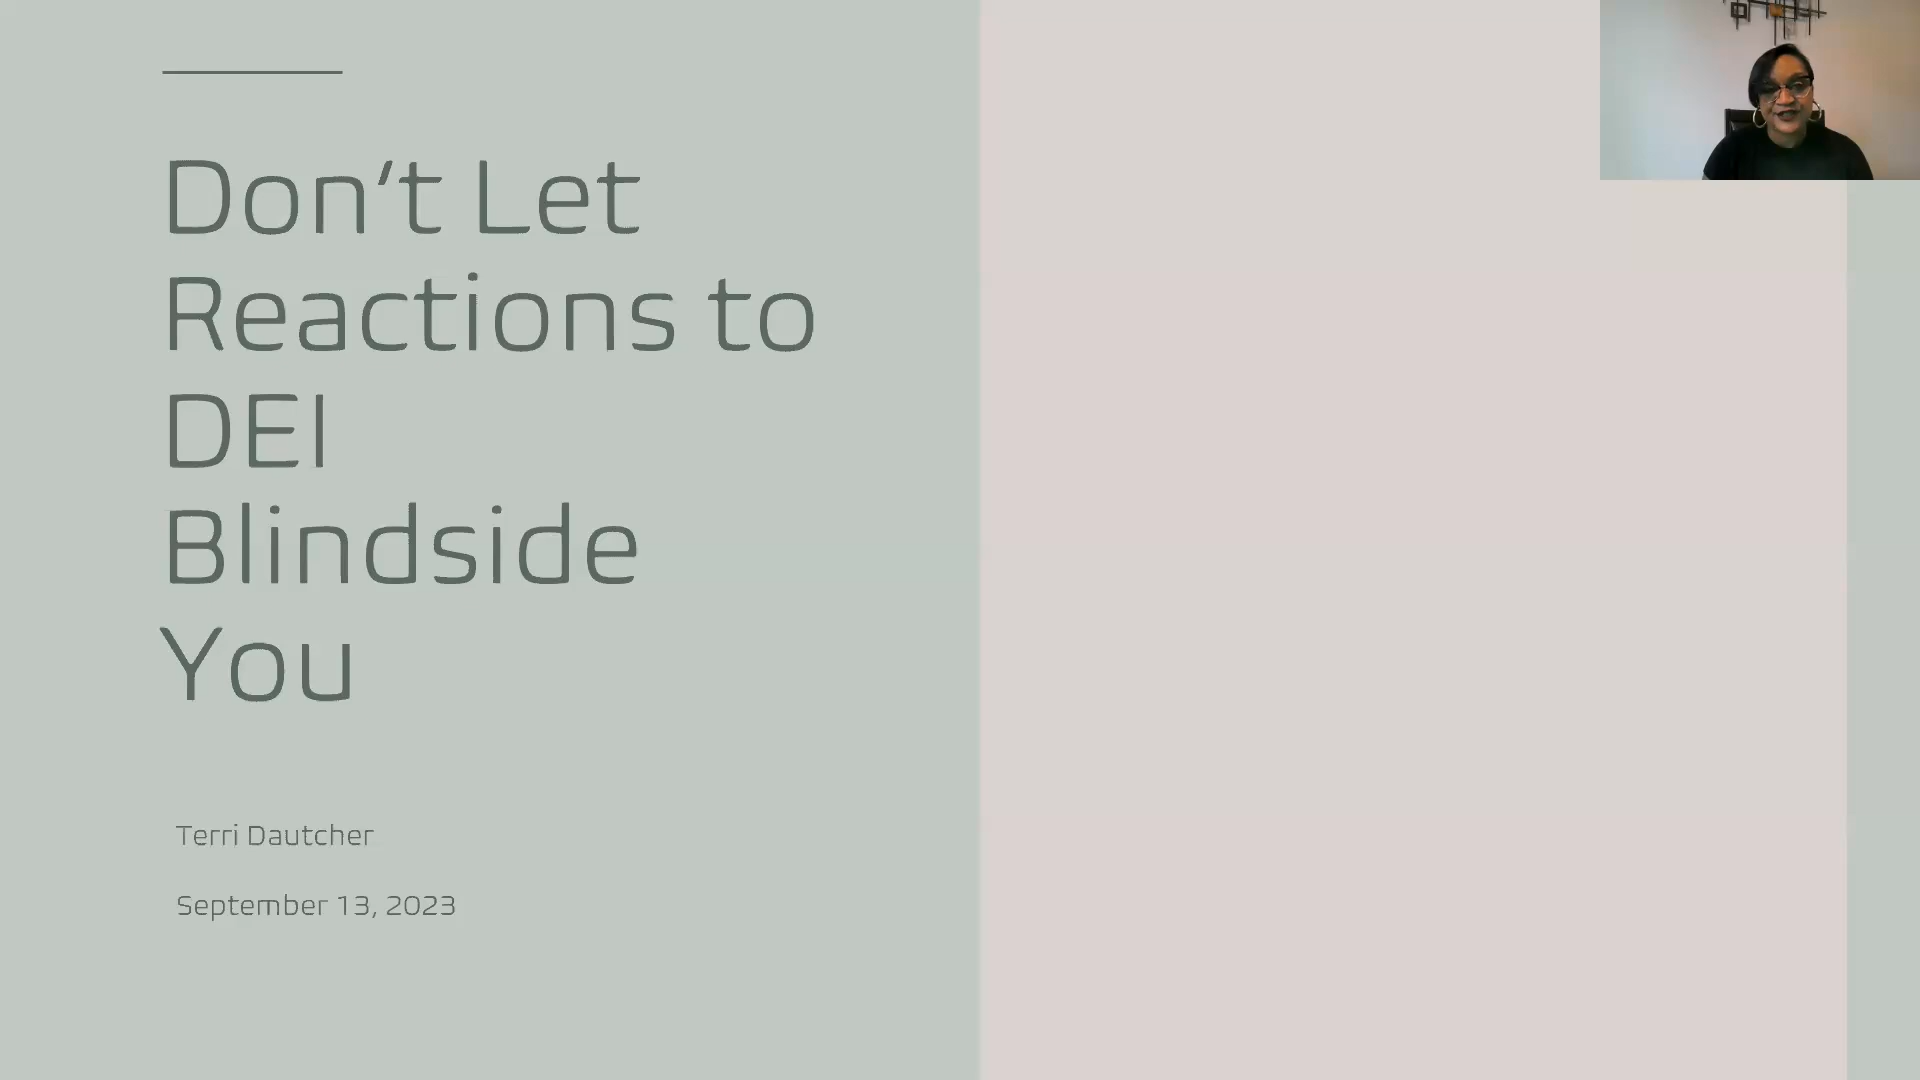 Don't Let
Reactions to
DEI
Blindside
You
Terri Dautcher
September 13, 2023